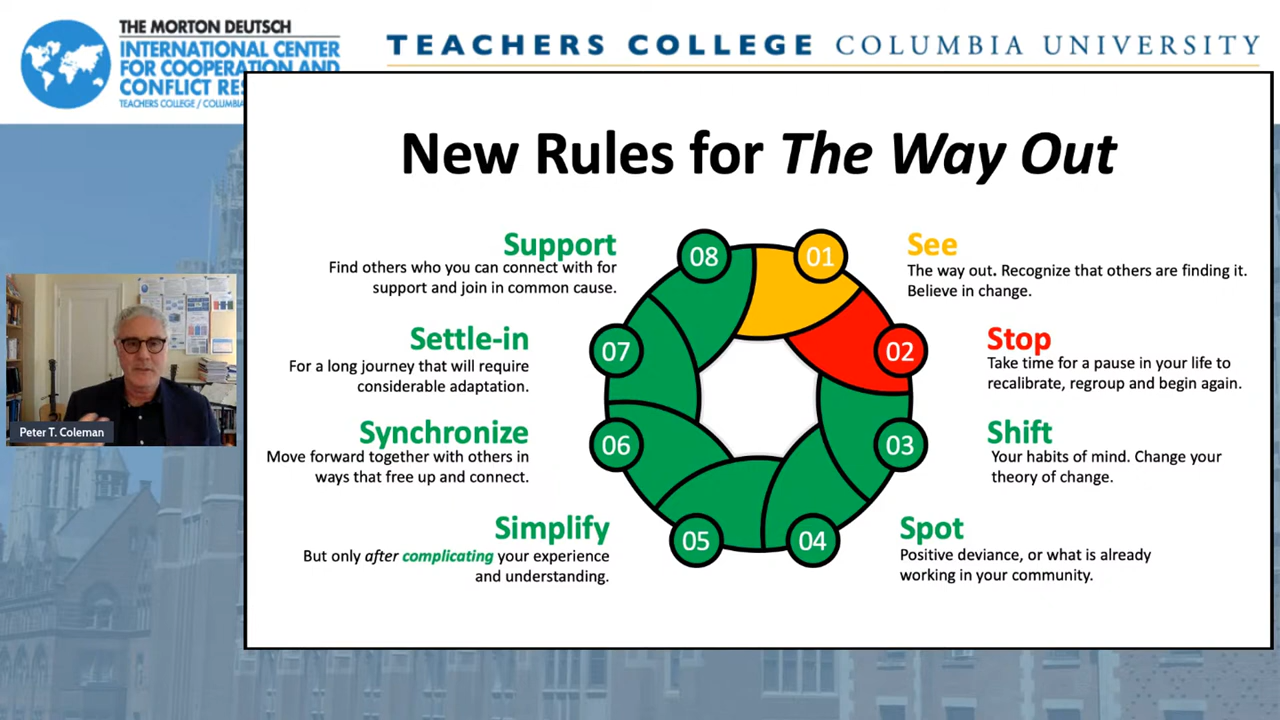 THE MORTON DEUTSCH
INTERNATIONAL CENTER
FOR COOPERATION AND
CONFLICT
TEACHERS COLLEGE
TEACHERS COLLEGE COLUMBIA UNIVERSITY
New Rules for The Way Out
08
01
Support
Find others who you can connect with for
support and join in common cause.
See
The way out. Recognize that others are finding it.
Believe in change.
07
02
Settle-in
For a long journey that will require
considerable adaptation.
Stop
Take time for a pause in your life to
recalibrate, regroup and begin again.
06
03
Synchronize
Move forward together with others in
ways that free up and connect.
Shift
Your habits of mind. Change your
theory of change.
05
04
Simplify
But only after complicating your experience
and understanding.
Spot
Positive deviance, or what is already
working in your community.
Peter T. Coleman